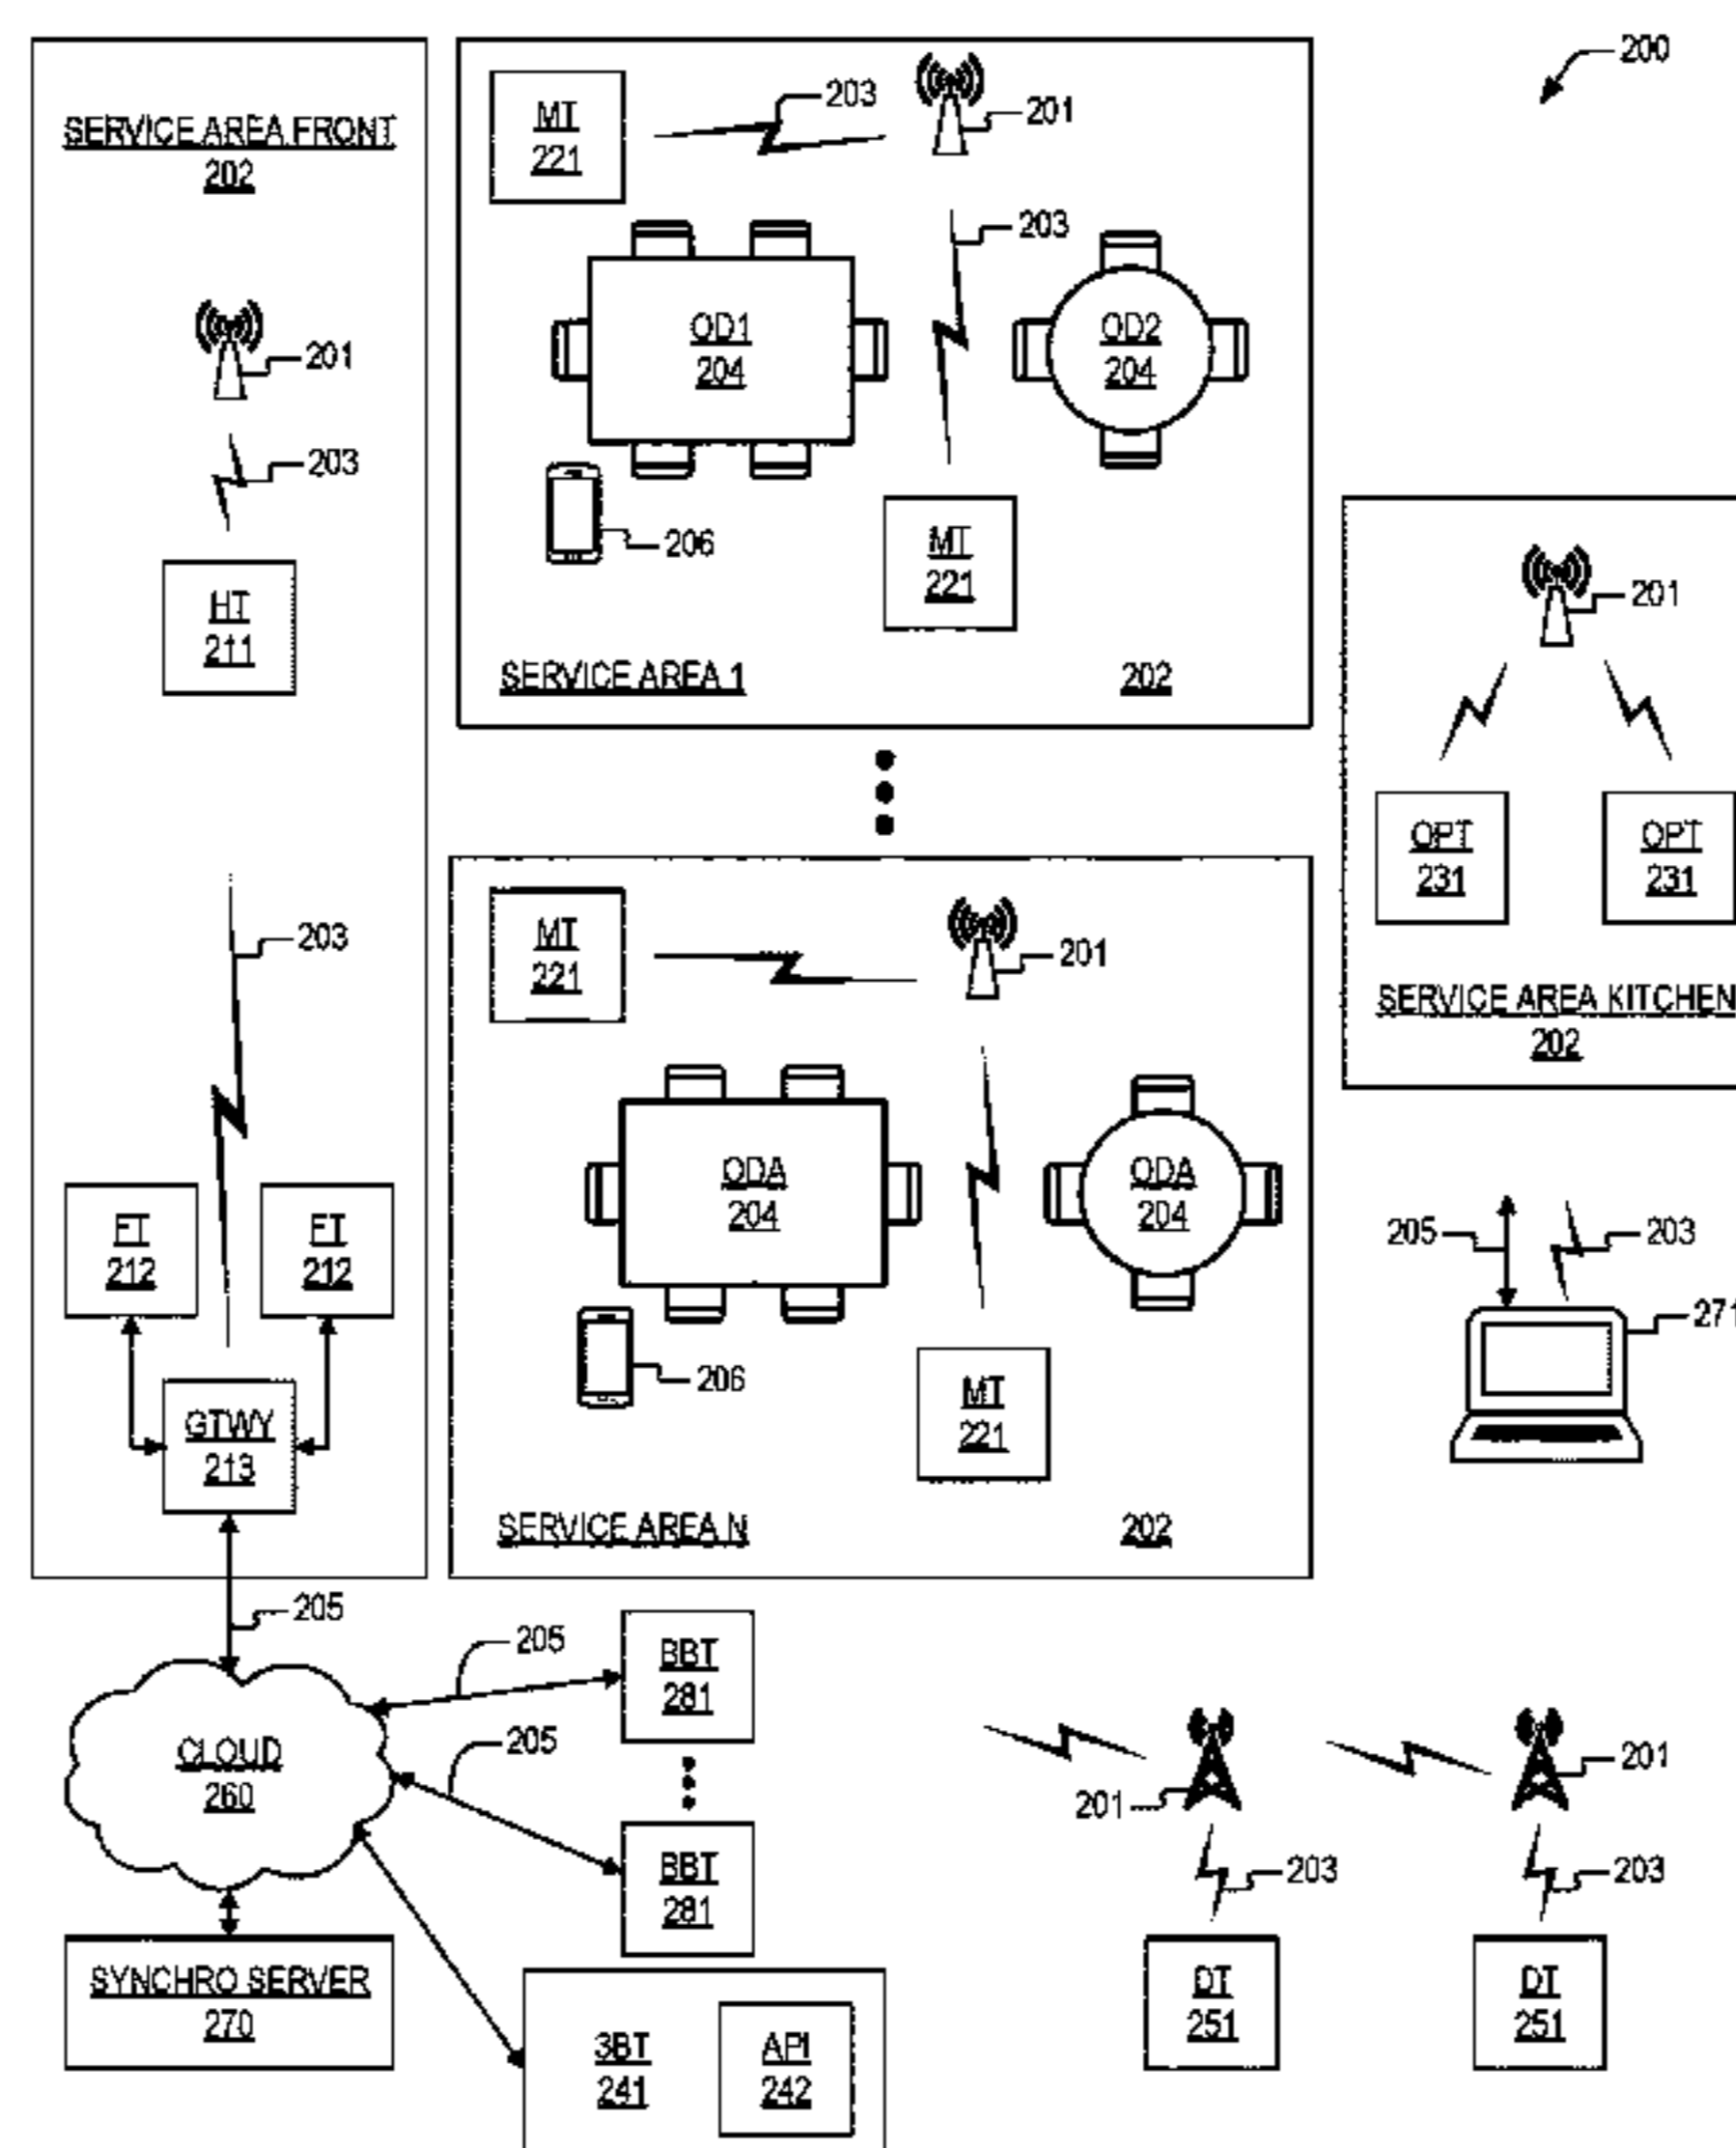 200
SERVICE AREA FRONT
202
201
203
HT
211
203
FT
212
FT
212
GTWY
213
205
MT
221
203
201
203
OD1
204
OD2
204
206
MT
221
SERVICE AREA 1
202
MT
221
201
ODA
204
ODA
204
206
MT
221
SERVICE AREA N
202
201
OPT
231
OPT
231
SERVICE AREA KITCHEN
202
205
203
271
CLOUD
260
205
205
BBT
281
BBT
281
SYNCHRO SERVER
270
3BT
241
API
242
201
201
203
203
DT
251
DT
251